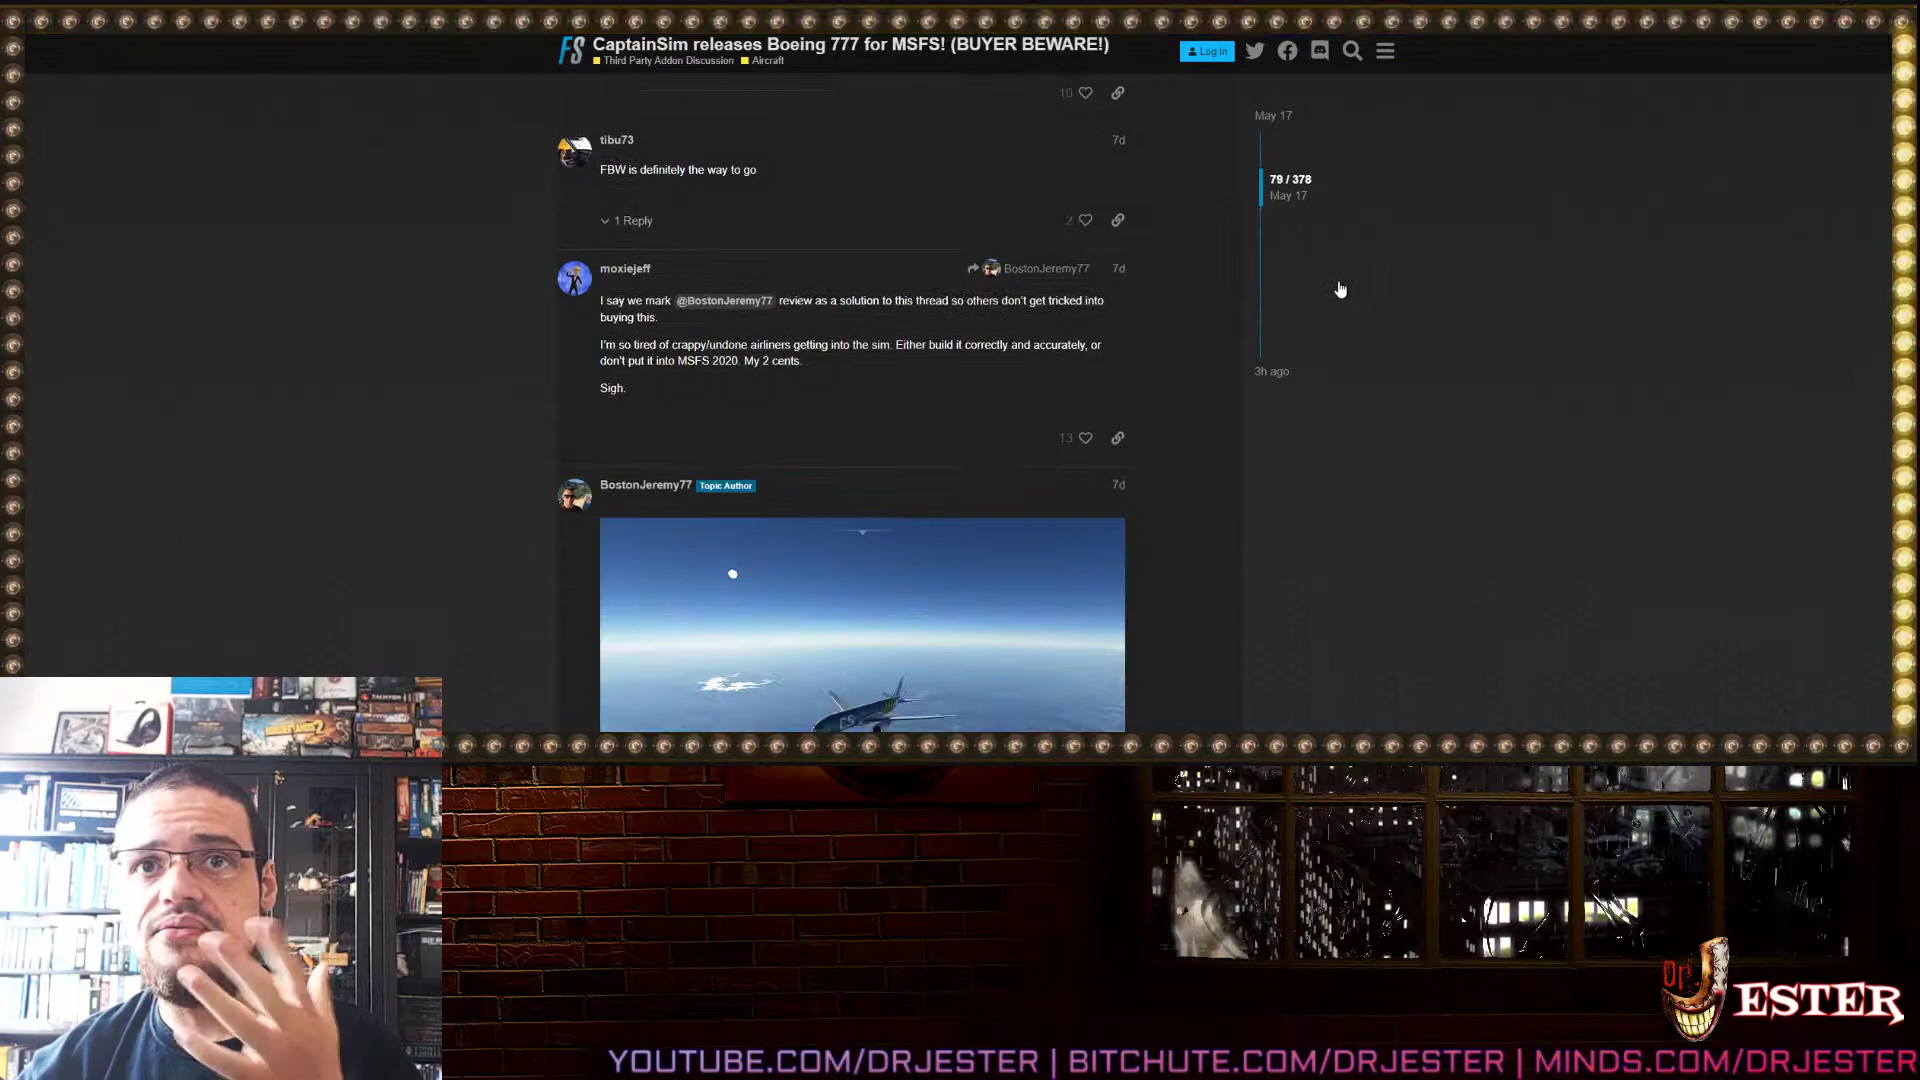 FS CaptainSim releases Boeing 777 for MSFS! (BUYER BEWARE!)
Third Party Addon Discussion Aircraft
Log In
10
tibu73
7d
FBW is definitely the way to go
1 Reply
2
moxiejeff
BostonJeremy77
7d
I say we mark @BostonJeremy77 review as a solution to this thread so others don't get tricked into
buying this.
I'm so tired of crappy/undone airliners getting into the sim. Either build it correctly and accurately, or
don't put it into MSFS 2020. My 2 cents.
Sigh.
13
BostonJeremy77 Topic Author
7d
May 17
79 / 378
May 17
3h ago
Dr JESTER
YOUTUBE.COM/DRJESTER | BITCHUTE.COM/DRJESTER | MINDS.COM/DRJESTER